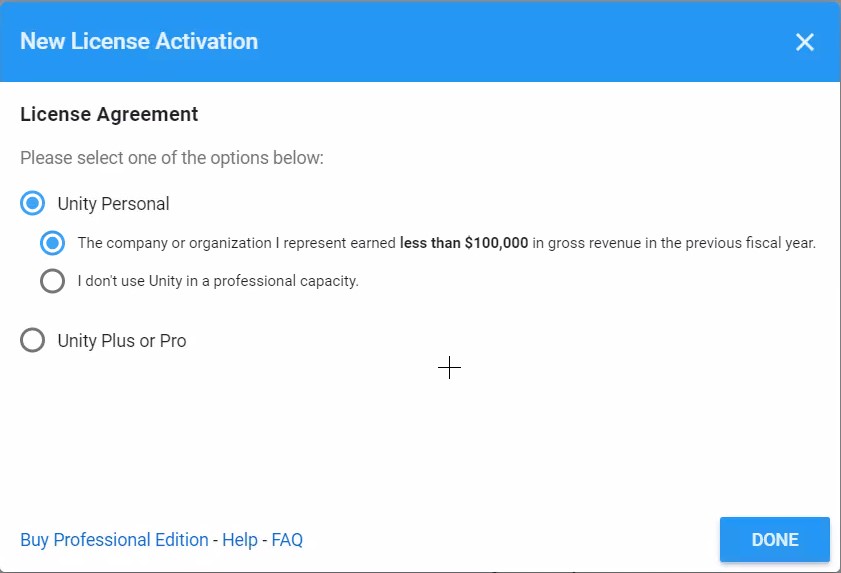 New License Activation
License Agreement
Please select one of the options below:
Unity Personal
The company or organization I represent earned less than $100,000 in gross revenue in the previous fiscal year.
I don't use Unity in a professional capacity.
Unity Plus or Pro
Buy Professional Edition - Help - FAQ
DONE